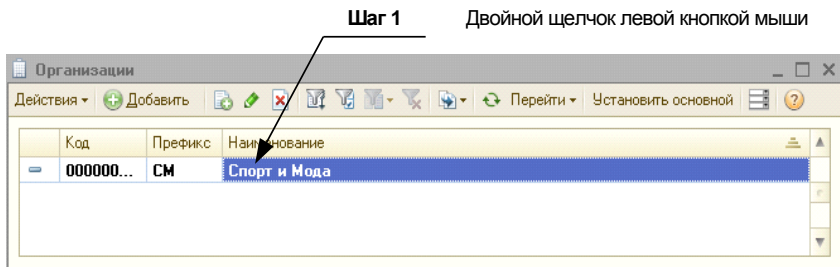 Шаг 1 Двойной щелчок левой кнопкой мыши
Организации
Действия Добавить Перейти Установить основной ?
Код Префикс Наименование
000000... СМ Спорт и Мода